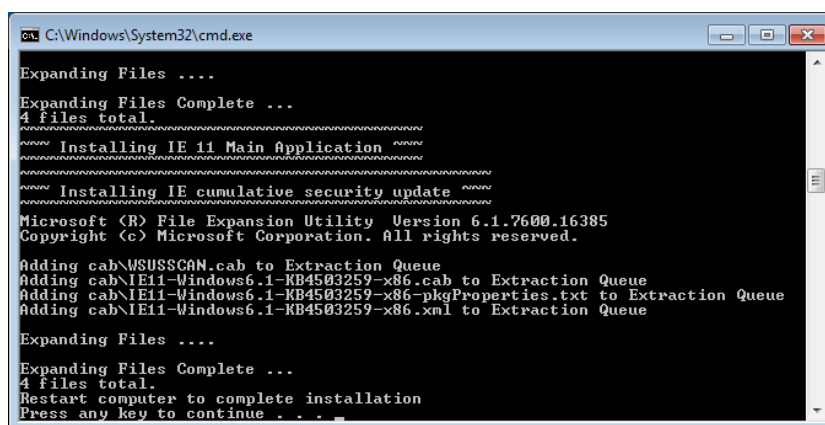 C:\Windows\System32\cmd.exe
Expanding Files ....
Expanding Files Complete ...
4 files total.
~~~~~~~~~~~~~~~~~~~~~~~~~~~~~~~~~~~~~~~~~~~~~~~~~~
~~~~ Installing IE 11 Main Application ~~~~
~~~~~~~~~~~~~~~~~~~~~~~~~~~~~~~~~~~~~~~~~~~~~~~~~~
~~~~~~~~~~~~~~~~~~~~~~~~~~~~~~~~~~~~~~~~~~~~~~~~~~~~~~~~~~
~~~~ Installing IE cumulative security update ~~~~
~~~~~~~~~~~~~~~~~~~~~~~~~~~~~~~~~~~~~~~~~~~~~~~~~~~~~~~~~~
Microsoft (R) File Expansion Utility  Version 6.1.7600.16385
Copyright (c) Microsoft Corporation. All rights reserved.
Adding cab\WSUSSCAN.cab to Extraction Queue
Adding cab\IE11-Windows6.1-KB4503259-x86.cab to Extraction Queue
Adding cab\IE11-Windows6.1-KB4503259-x86-pkgProperties.txt to Extraction Queue
Adding cab\IE11-Windows6.1-KB4503259-x86.xml to Extraction Queue
Expanding Files ....
Expanding Files Complete ...
4 files total.
Restart computer to complete installation
Press any key to continue . . . _